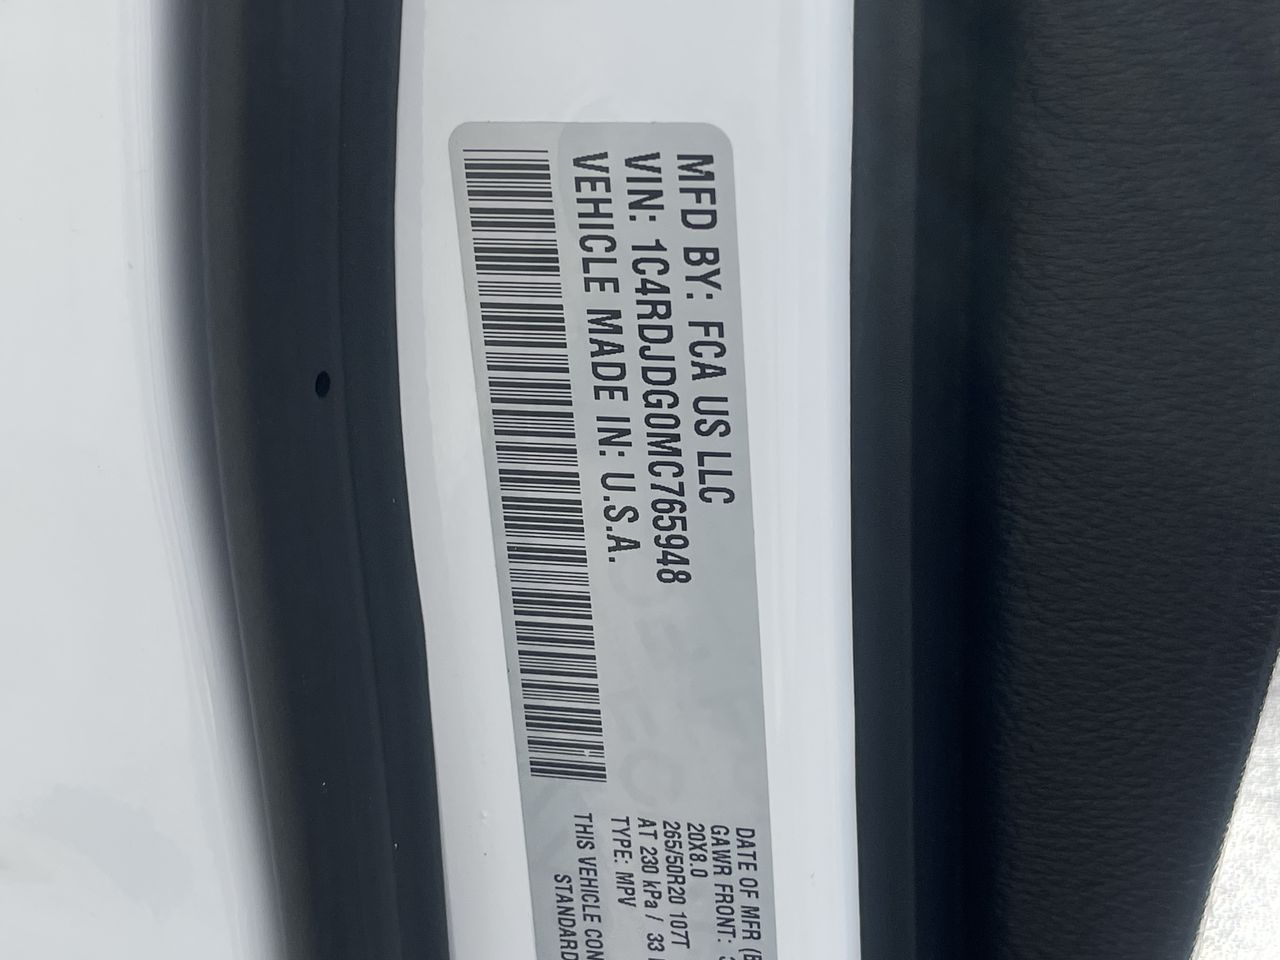 MFD BY: FCA US LLC
VIN: 1C4RDJDG0MC765948
VEHICLE MADE IN: U.S.A.
DATE OF MFR
GAWR FRONT:
20X8.0
265/50R20 107T
AT 230 kPa / 33
TYPE: MPV
THIS VEHICLE CON
STANDARD